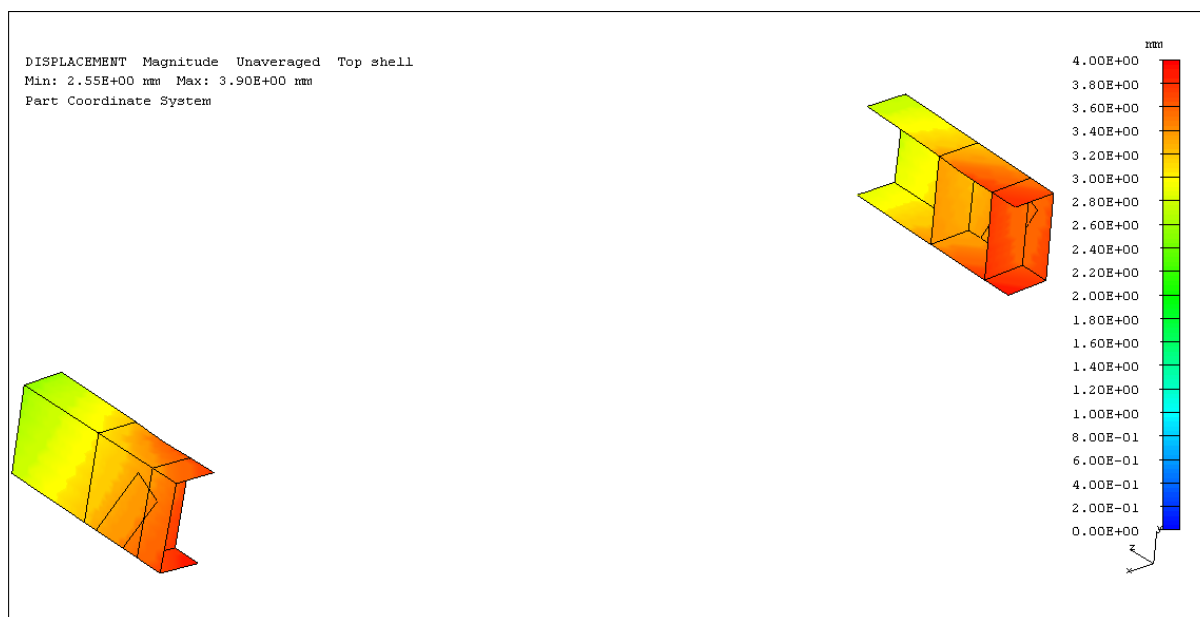 DISPLACEMENT Magnitude Unaveraged Top shell
Min: 2.55E+00 mm Max: 3.90E+00 mm
Part Coordinate System
mm
4.00E+00
3.80E+00
3.60E+00
3.40E+00
3.20E+00
3.00E+00
2.80E+00
2.60E+00
2.40E+00
2.20E+00
2.00E+00
1.80E+00
1.60E+00
1.40E+00
1.20E+00
1.00E+00
8.00E-01
6.00E-01
4.00E-01
2.00E-01
0.00E+00
Y
Z
X